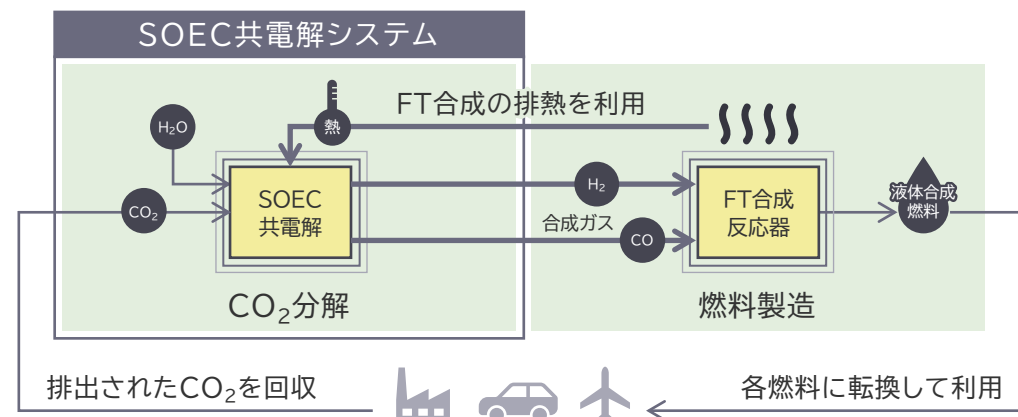 SOEC共電解システム
FT合成の排熱を利用
熱
H₂O
CO₂
SOEC
共電解
H₂
合成ガス
CO
FT合成
反応器
液体合成
燃料
CO₂分解
燃料製造
排出されたCO₂を回収
各燃料に転換して利用